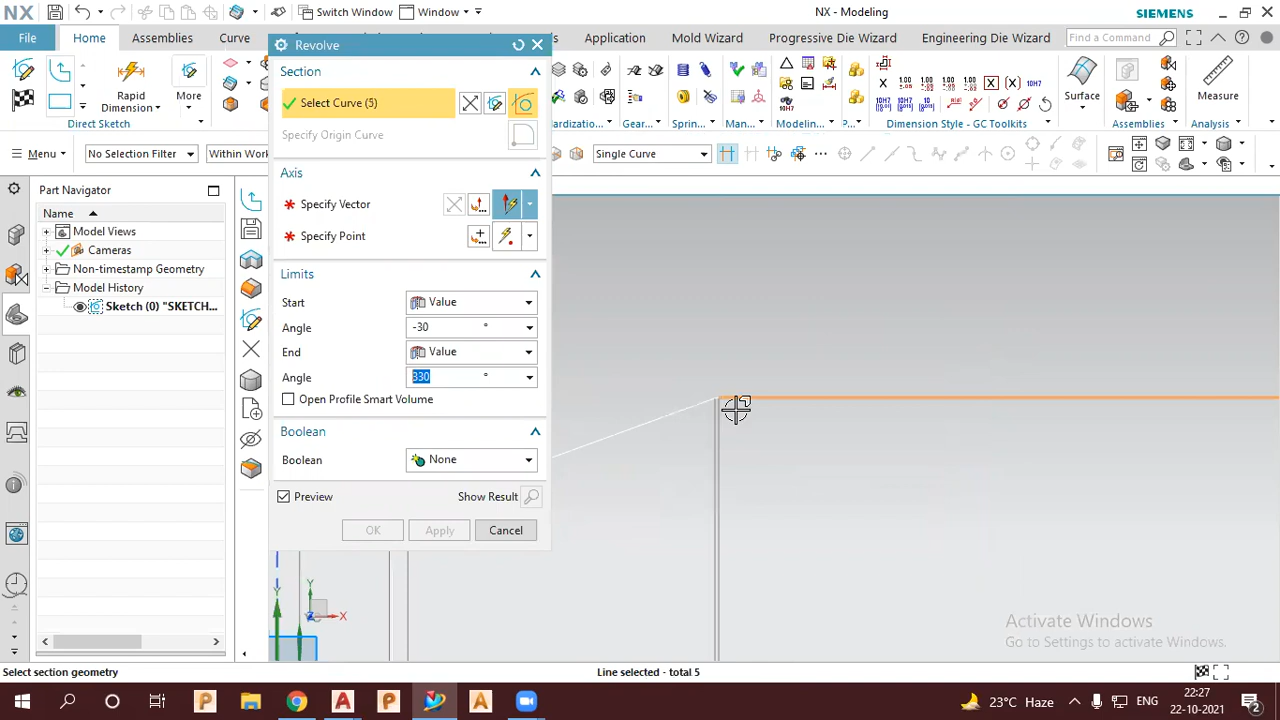 NX
Switch Window
Window
NX - Modeling
SIEMENS
File
Home
Assemblies
Curve
Application
Mold Wizard
Progressive Die Wizard
Engineering Die Wizard
Find a Command
Rapid
Dimension
More
Direct Sketch
Gear...
Sprin...
Man...
Modelin...
P...
Dimension Style - GC Toolkits
Surface
Assemblies
Measure
Analysis
Menu
No Selection Filter
Within Work
Single Curve
Part Navigator
Name
Model Views
Cameras
Non-timestamp Geometry
Model History
Sketch (0) "SKETCH...
Revolve
Section
Select Curve (5)
Specify Origin Curve
Axis
Specify Vector
Specify Point
Limits
Start
Value
Angle
-30
°
End
Value
Angle
330
°
Open Profile Smart Volume
Boolean
Boolean
None
Preview
Show Result
OK
Apply
Cancel
Y
X
Y
Activate Windows
Go to Settings to activate Windows.
Select section geometry
Line selected - total 5
23°C Haze
ENG
22:27
22-10-2021
2